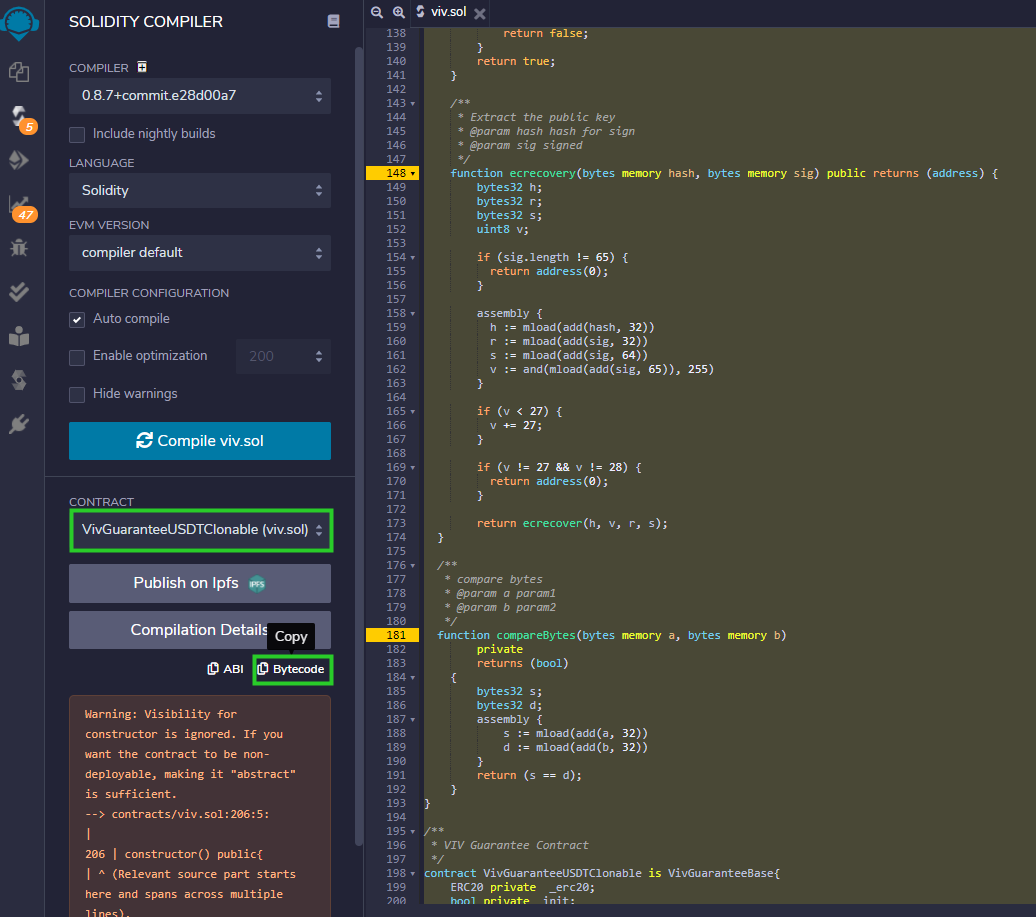 SOLIDITY COMPILER
COMPILER
0.8.7+commit.e28d00a7
Include nightly builds
LANGUAGE
Solidity
EVM VERSION
compiler default
COMPILER CONFIGURATION
Auto compile
Enable optimization
200
Hide warnings
Compile viv.sol
CONTRACT
VivGuaranteeUSDTClonable (viv.sol)
Publish on Ipfs
IPFS
Compilation Details
Copy
ABI
Bytecode
Warning: Visibility for
constructor is ignored. If you
want the contract to be non-
deployable, making it "abstract"
is sufficient.
--> contracts/viv.sol:206:5:
|
206 | constructor() public{
| ^ (Relevant source part starts
here and spans across multiple
lines).
5
47
viv.sol
138 return false;
139 }
140 return true;
141 }
142
143 /**
144 * Extract the public key
145 * @param hash hash for sign
146 * @param sig signed
147 */
148 function ecrecovery(bytes memory hash, bytes memory sig) public returns (address) {
149 bytes32 h;
150 bytes32 r;
151 bytes32 s;
152 uint8 v;
153
154 if (sig.length != 65) {
155 return address(0);
156 }
157
158 assembly {
159 h := mload(add(hash, 32))
160 r := mload(add(sig, 32))
161 s := mload(add(sig, 64))
162 v := and(mload(add(sig, 65)), 255)
163 }
164
165 if (v < 27) {
166 v += 27;
167 }
168
169 if (v != 27 && v != 28) {
170 return address(0);
171 }
172
173 return ecrecover(h, v, r, s);
174 }
175
176 /**
177 * compare bytes
178 * @param a param1
179 * @param b param2
180 */
181 function compareBytes(bytes memory a, bytes memory b)
182 private
183 returns (bool)
184 {
185 bytes32 s;
186 bytes32 d;
187 assembly {
188 s := mload(add(a, 32))
189 d := mload(add(b, 32))
190 }
191 return (s == d);
192 }
193 }
194
195 /**
196 * VIV Guarantee Contract
197 */
198 contract VivGuaranteeUSDTClonable is VivGuaranteeBase{
199 ERC20 private _erc20;
200 bool private _init;